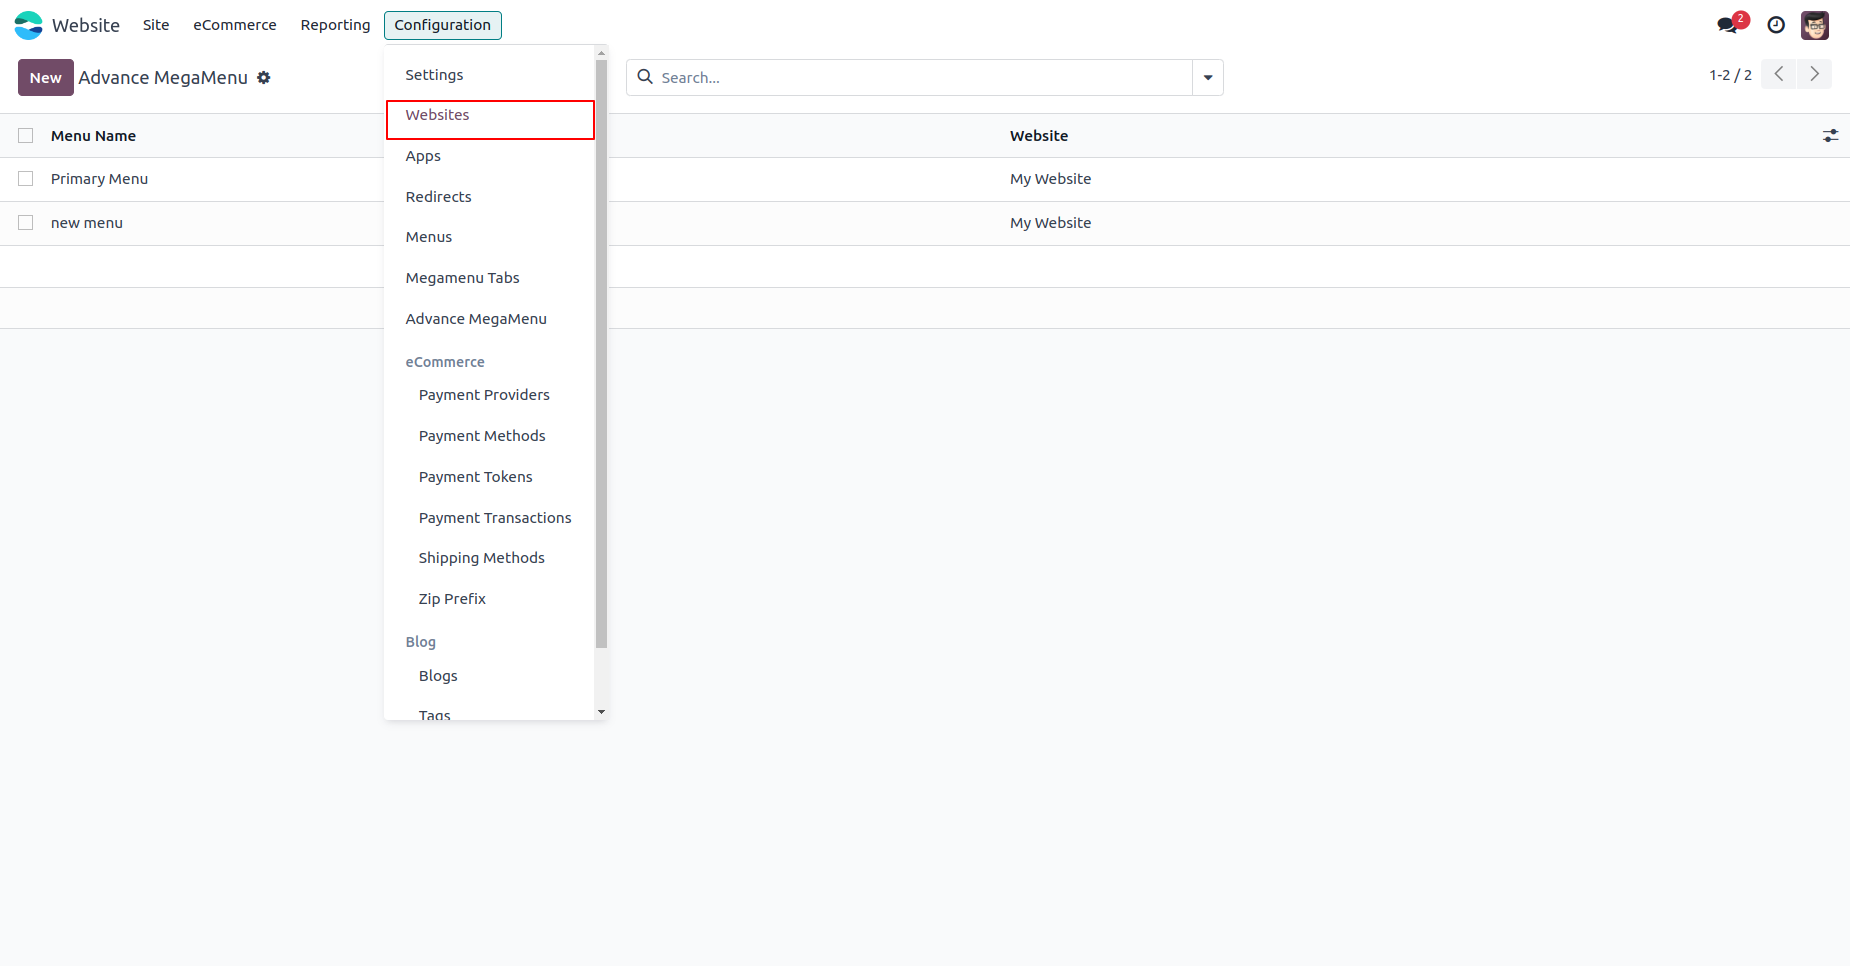 Website Site eCommerce Reporting Configuration 2
New Advance MegaMenu Search... 1-2 / 2
Settings
Websites
Apps
Redirects
Menus
Megamenu Tabs
Advance MegaMenu
eCommerce
Payment Providers
Payment Methods
Payment Tokens
Payment Transactions
Shipping Methods
Zip Prefix
Blog
Blogs
Tags
Menu Name Website
Primary Menu My Website
new menu My Website